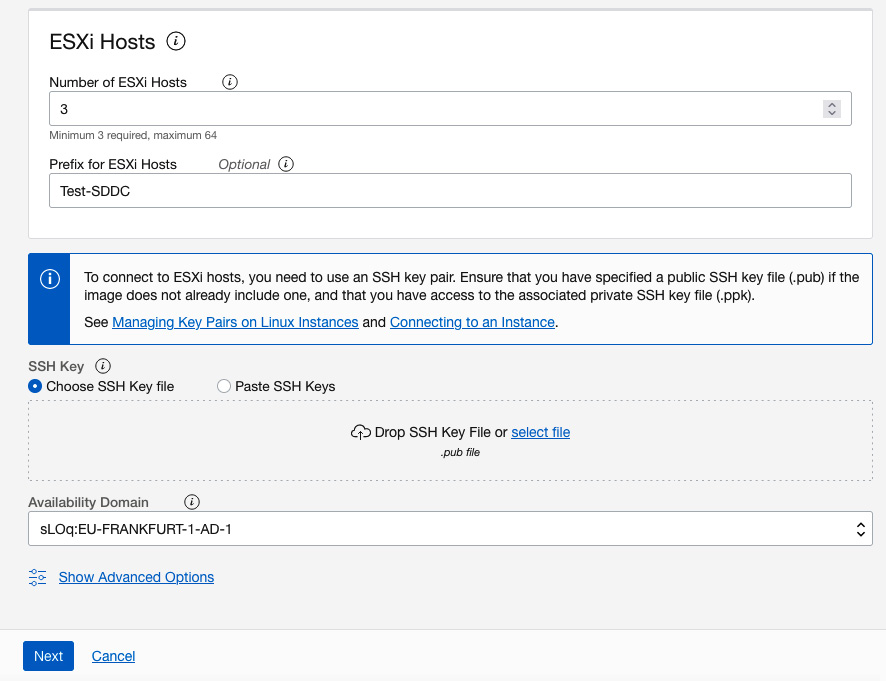 ESXi Hosts
Number of ESXi Hosts
3
Minimum 3 required, maximum 64
Prefix for ESXi Hosts Optional
Test-SDDC
To connect to ESXi hosts, you need to use an SSH key pair. Ensure that you have specified a public SSH key file (.pub) if the
image does not already include one, and that you have access to the associated private SSH key file (.ppk).
See Managing Key Pairs on Linux Instances and Connecting to an Instance.
SSH Key
Choose SSH Key file Paste SSH Keys
Drop SSH Key File or select file
.pub file
Availability Domain
sLOq:EU-FRANKFURT-1-AD-1
Show Advanced Options
Next Cancel